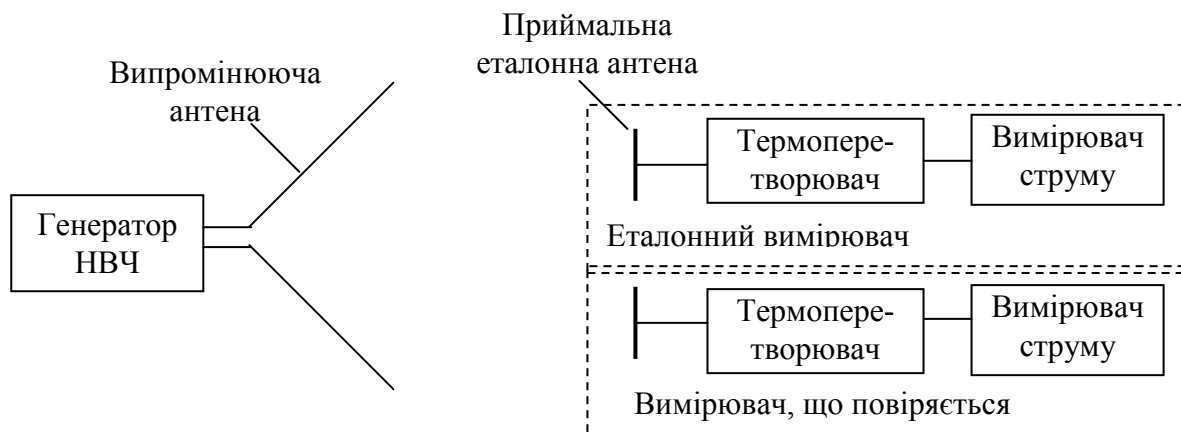 Приймальна
еталонна антена
Випромінююча
антена
Термопере-
творювач
Вимірювач
струму
Генератор
НВЧ
Еталонний вимірювач
Термопере-
творювач
Вимірювач
струму
Вимірювач, що повіряється